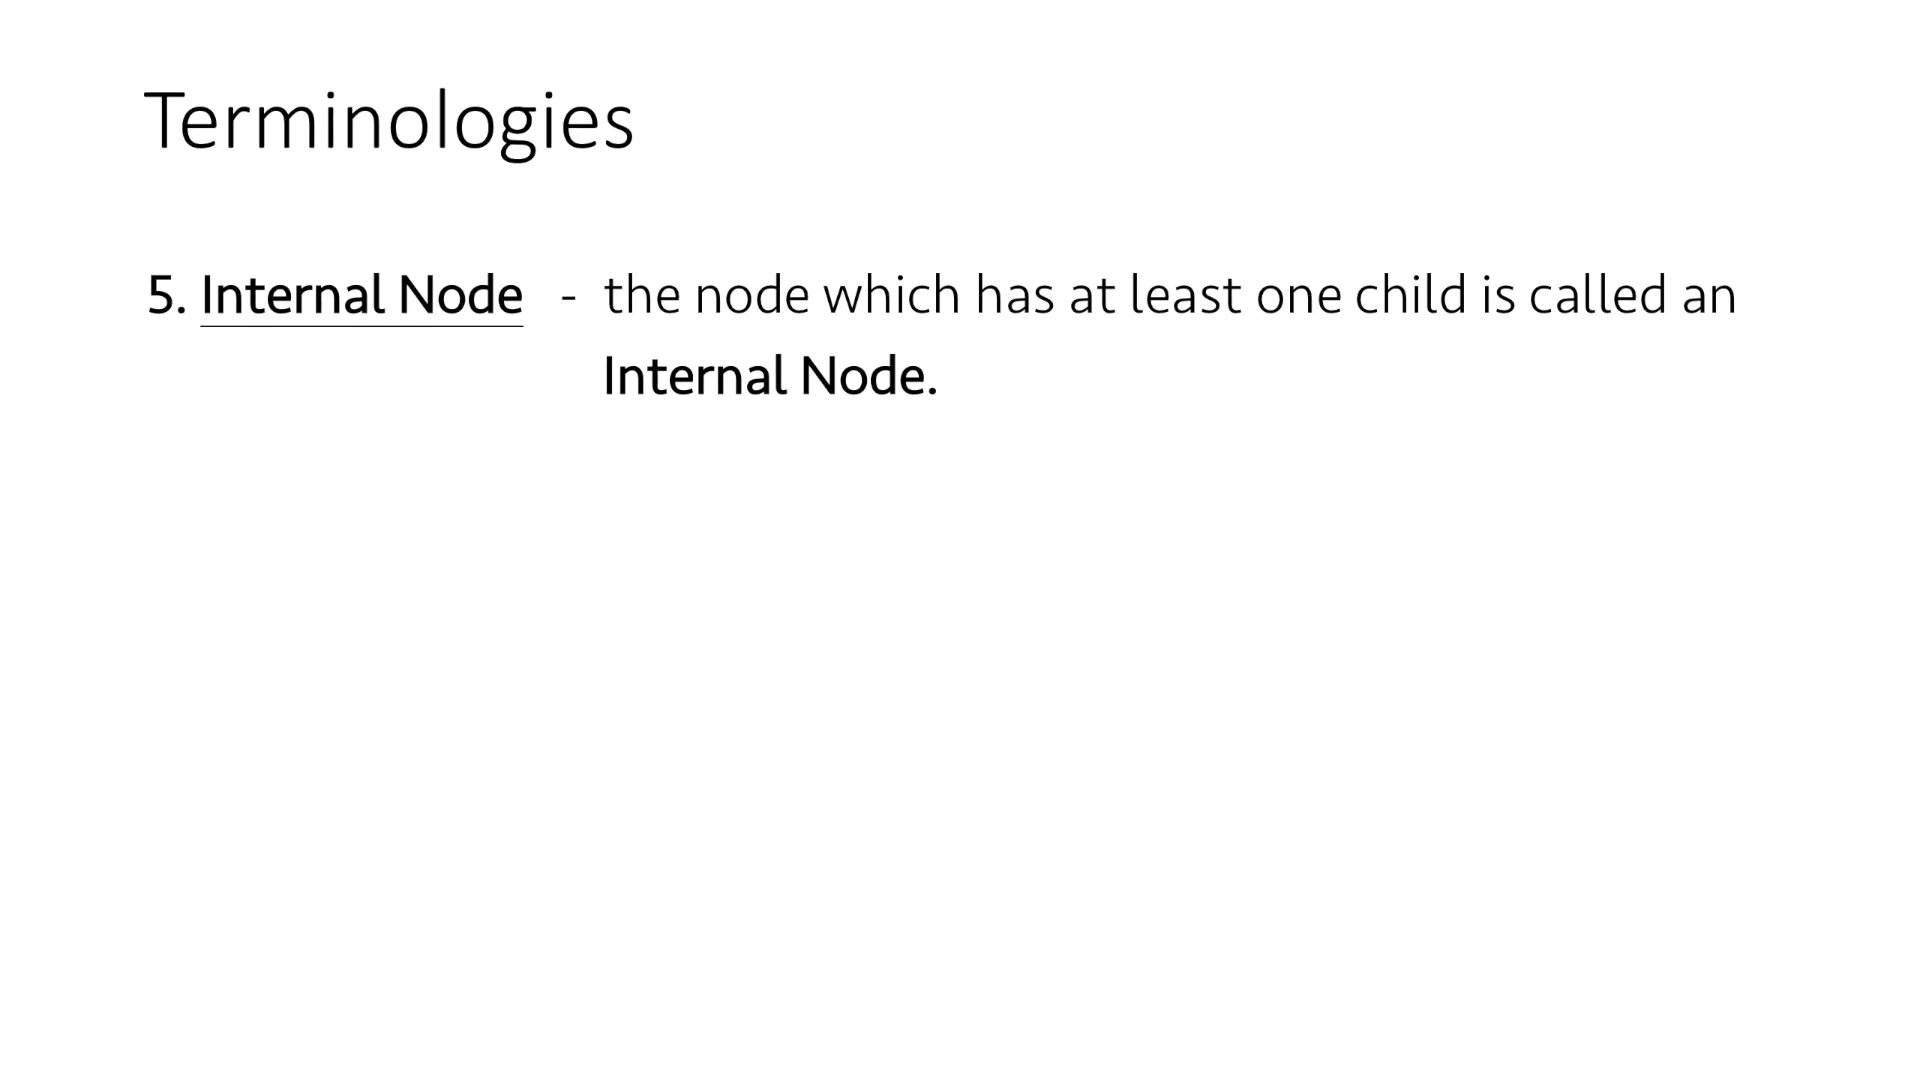 Terminologies
5. Internal Node - the node which has at least one child is called an
Internal Node.